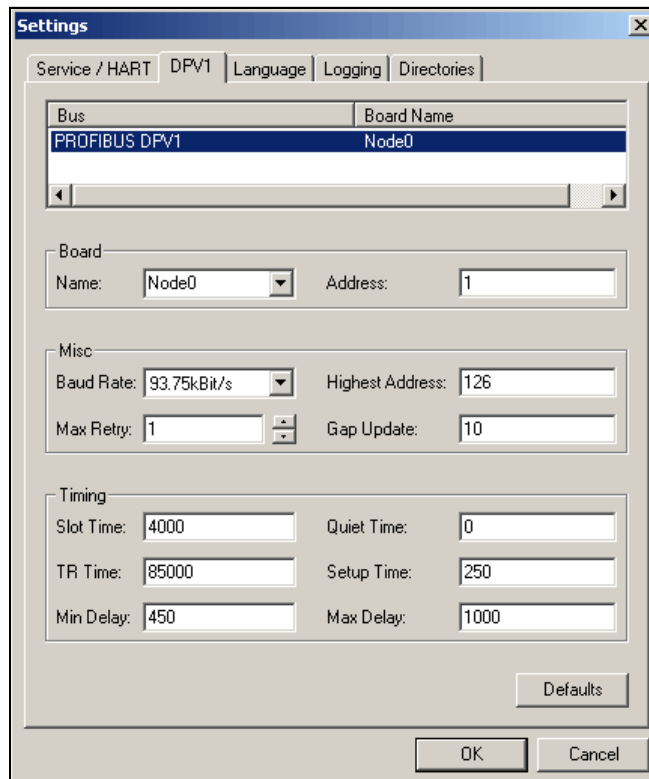 Settings
Service / HART DPV1 Language Logging Directories
Bus Board Name
PROFIBUS DPV1 Node0
Board
Name: Node0 Address: 1
Misc
Baud Rate: 93.75kBit/s Highest Address: 126
Max Retry: 1 Gap Update: 10
Timing
Slot Time: 4000 Quiet Time: 0
TR Time: 85000 Setup Time: 250
Min Delay: 450 Max Delay: 1000
Defaults
OK Cancel